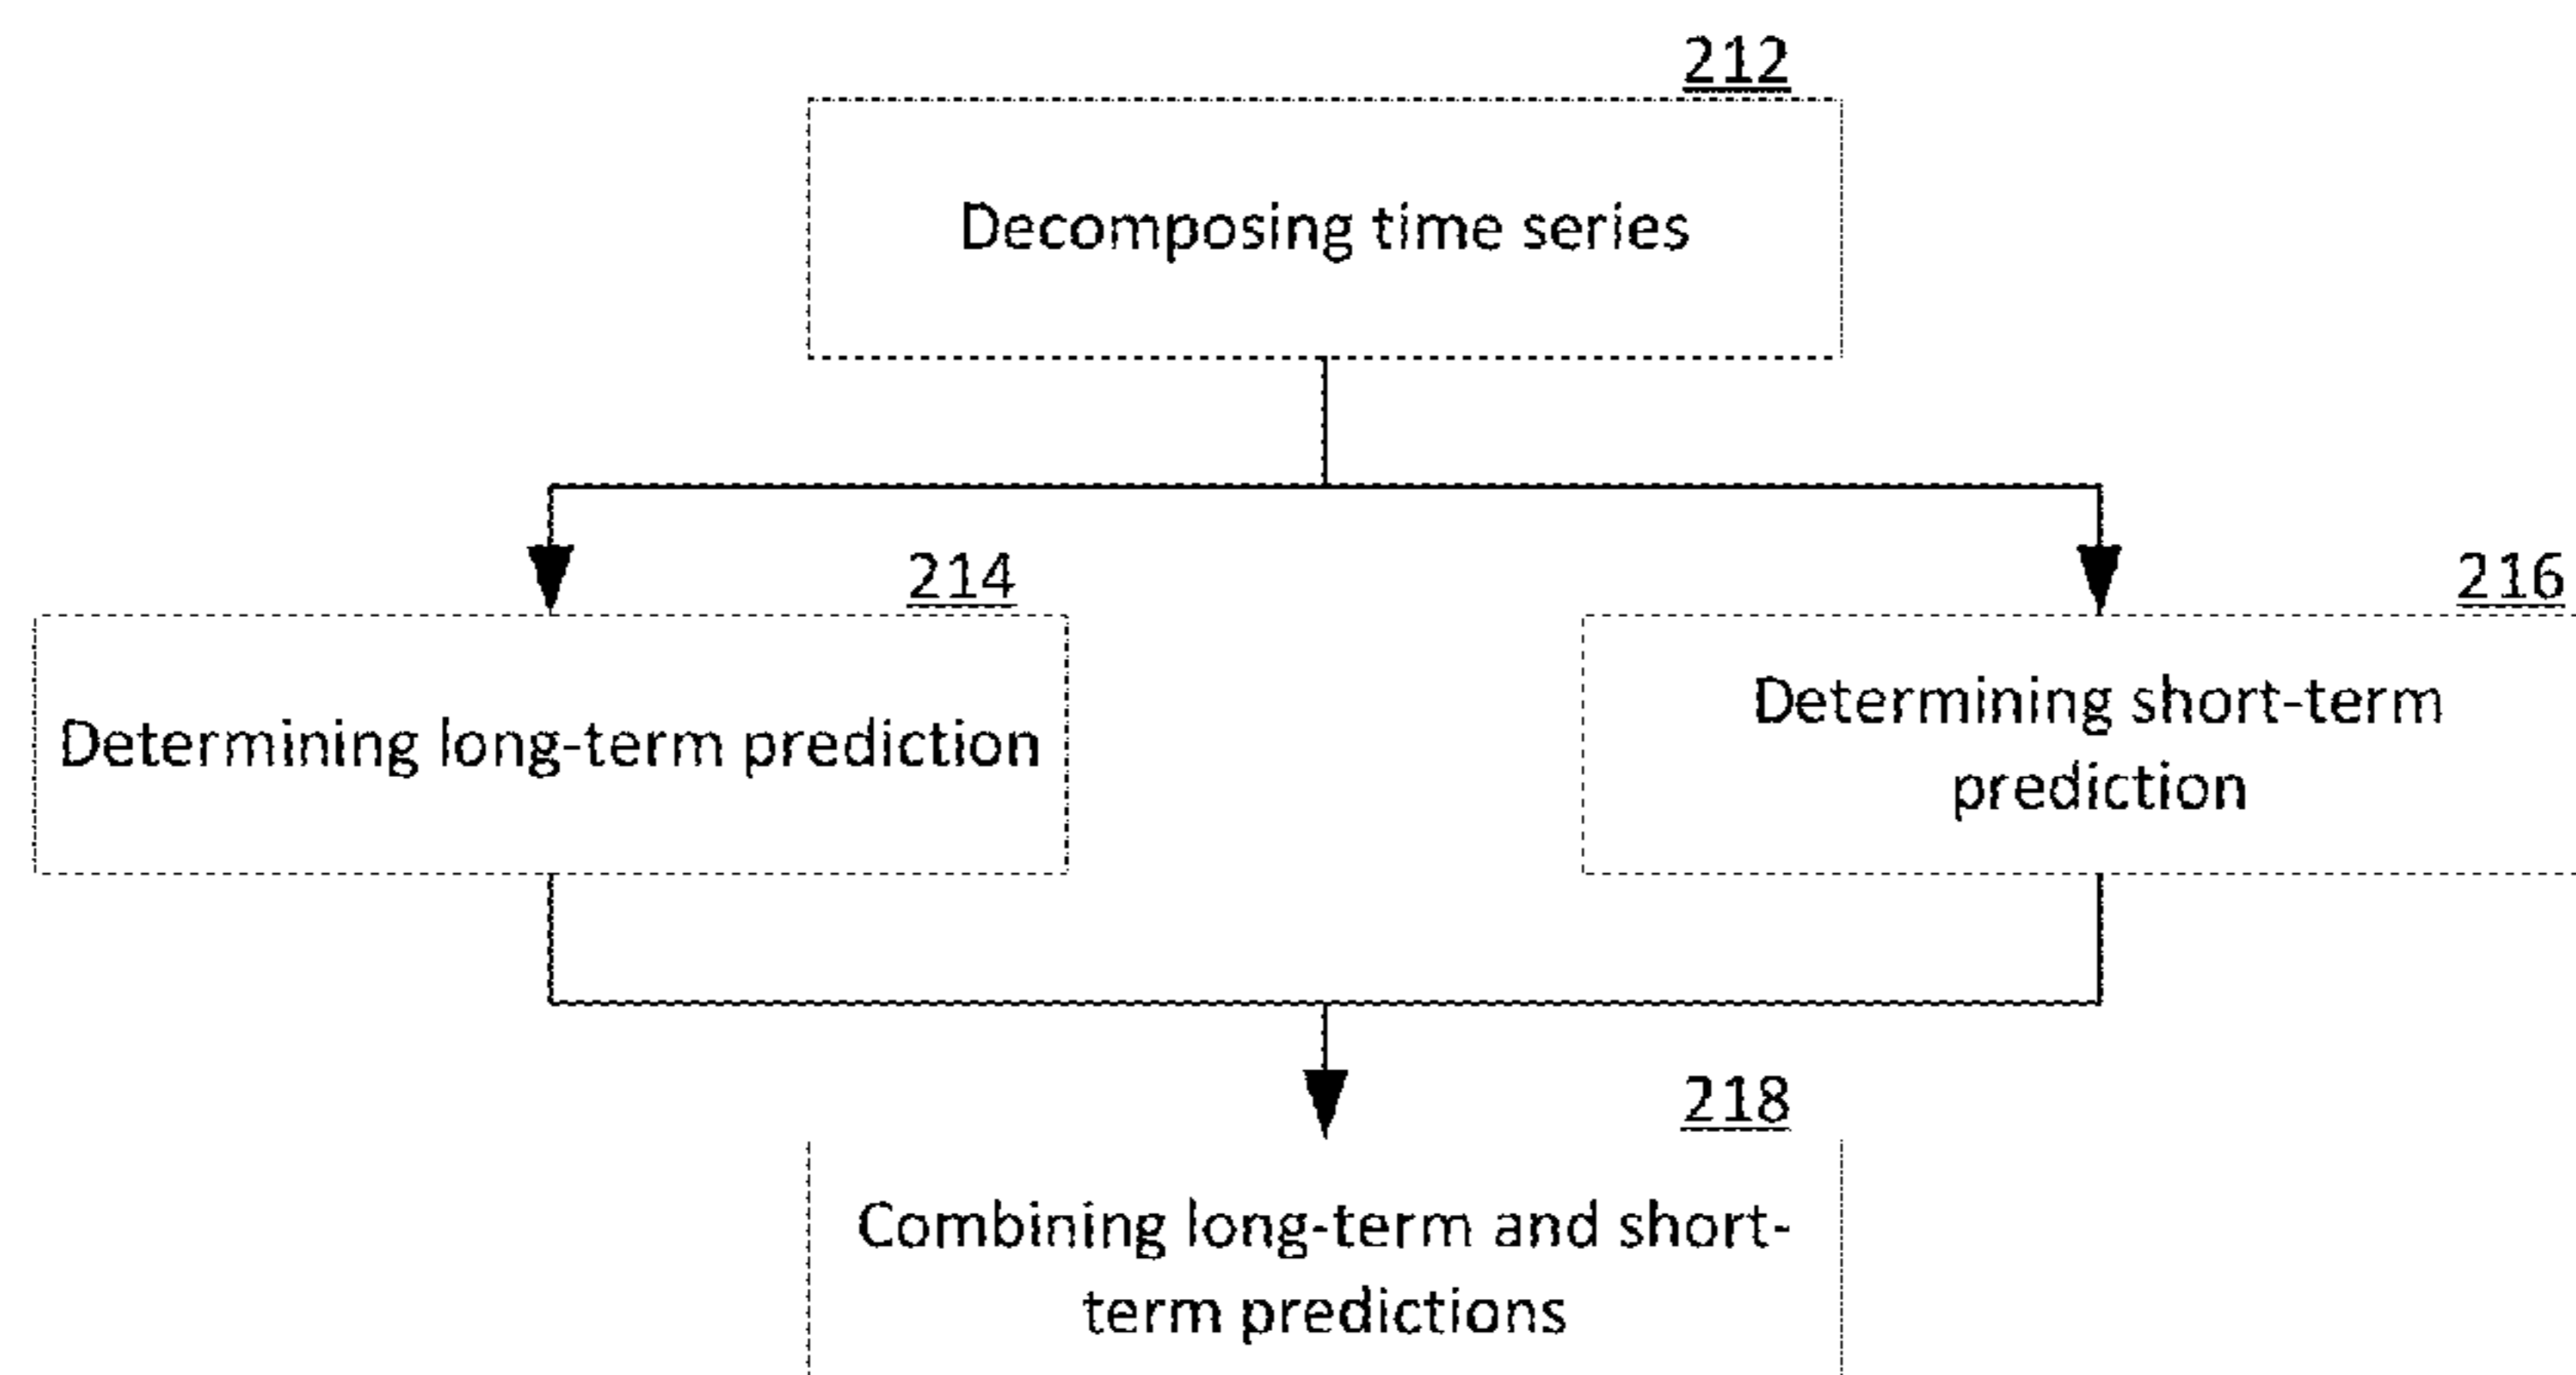 212
Decomposing time series
214
216
Determining long-term prediction
Determining short-term
prediction
218
Combining long-term and short-
term predictions